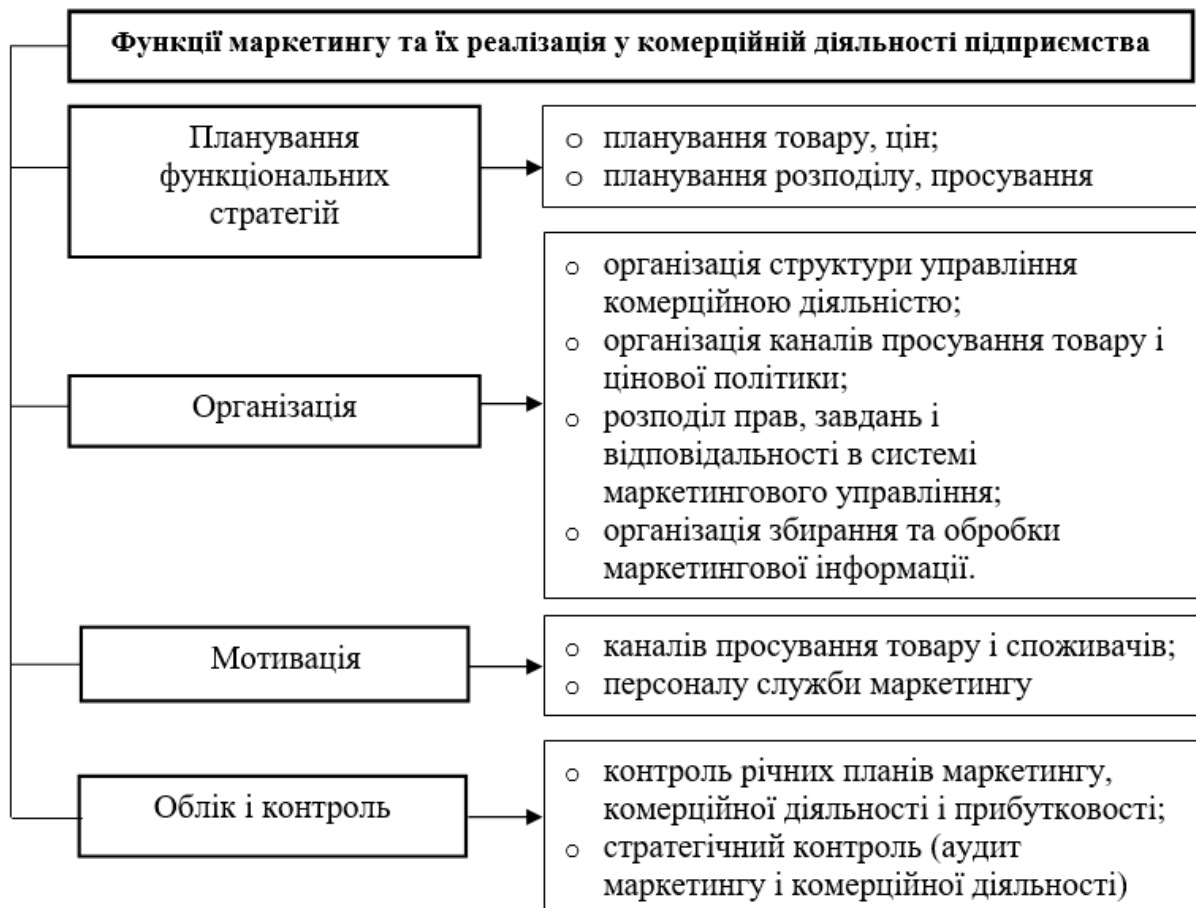 Функції маркетингу та їх реалізація у комерційній діяльності підприємства
Планування
функціональних
стратегій
o планування товару, цін;
o планування розподілу, просування
Організація
o організація структури управління
комерційною діяльністю;
o організація каналів просування товару і
цінової політики;
o розподіл прав, завдань і
відповідальності в системі
маркетингового управління;
o організація збирання та обробки
маркетингової інформації.
Мотивація
o каналів просування товару і споживачів;
o персоналу служби маркетингу
Облік і контроль
o контроль річних планів маркетингу,
комерційної діяльності і прибутковості;
o стратегічний контроль (аудит
маркетингу і комерційної діяльності)